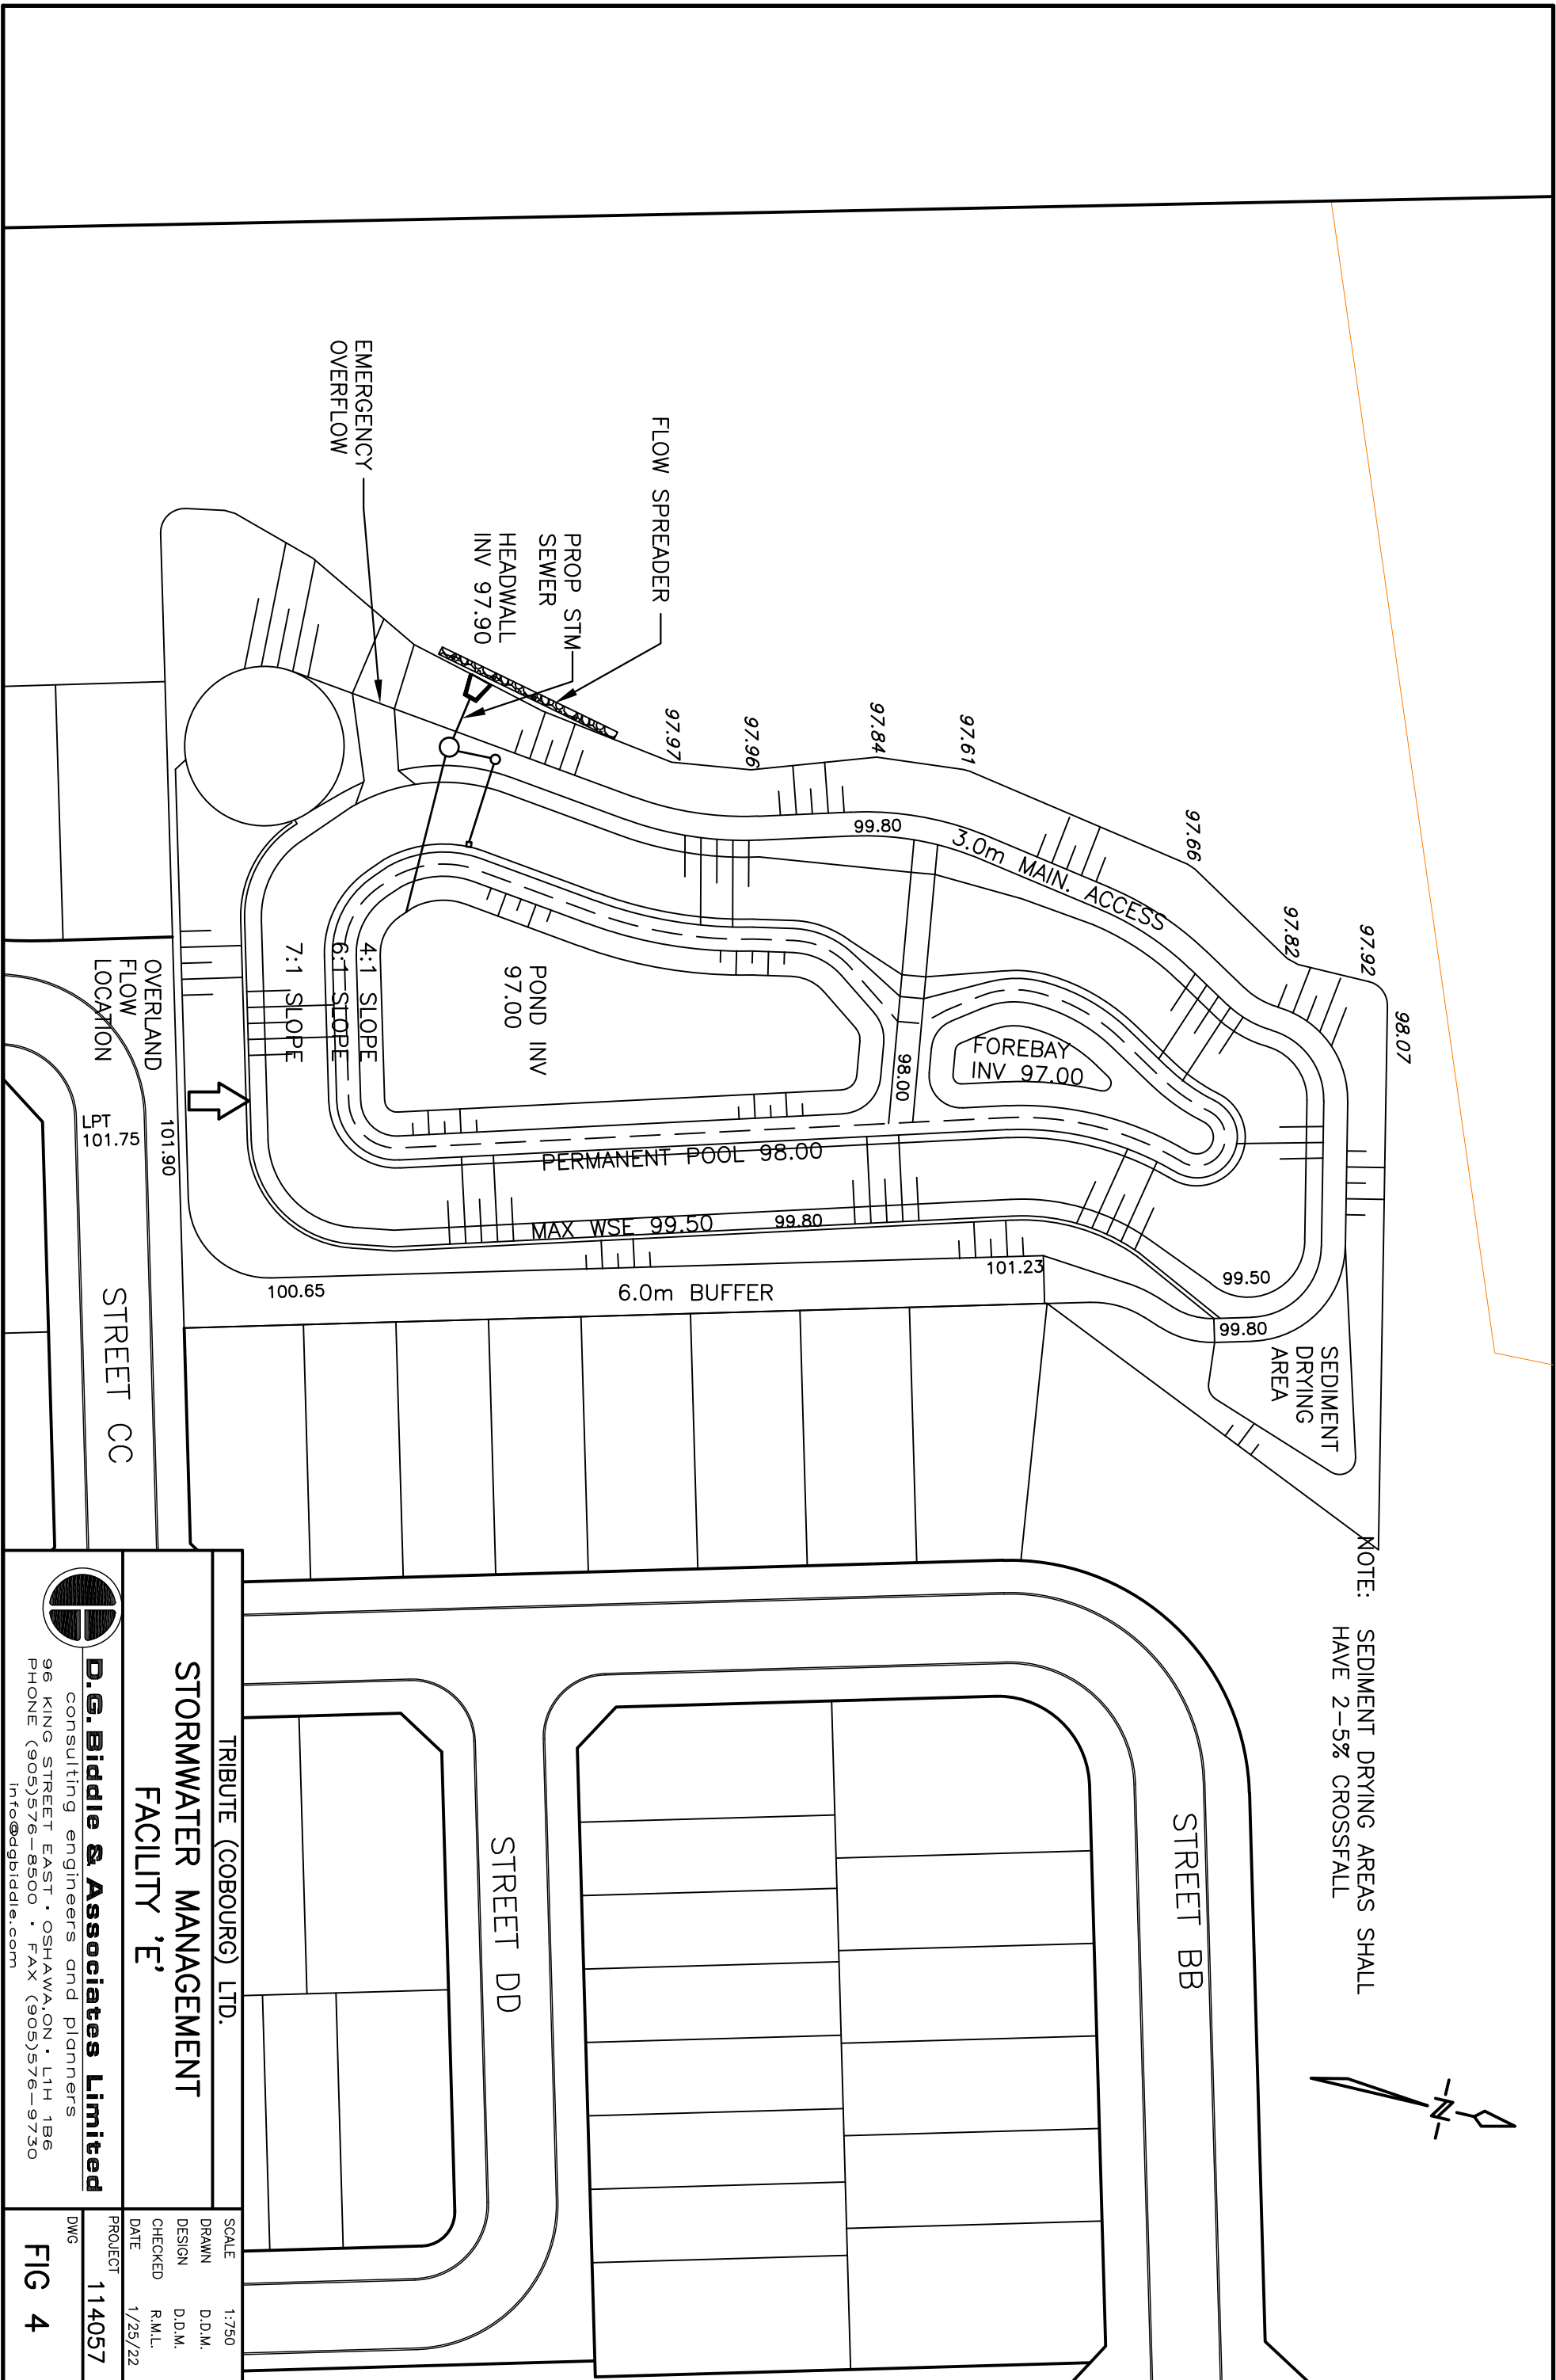 NOTE: SEDIMENT DRYING AREAS SHALL
HAVE 2-5% CROSSFALL
98.07
97.92
97.82
97.66
97.61
97.84
97.96
97.97
3.0m MAIN. ACCESS
99.80
FLOW SPREADER
PROP STM
SEWER
HEADWALL
INV 97.90
EMERGENCY
OVERFLOW
SEDIMENT
DRYING
AREA
99.50
99.80
FOREBAY
INV 97.00
98.00
POND INV
97.00
4:1 SLOPE
6:1 SLOPE
7:1 SLOPE
PERMANENT POOL 98.00
MAX WSE 99.50
99.80
101.23
6.0m BUFFER
100.65
OVERLAND
FLOW
LOCATION
101.90
LPT
101.75
STREET CC
STREET BB
STREET DD
N
TRIBUTE (COBOURG) LTD.
STORMWATER MANAGEMENT
FACILITY 'E'
D.G. Biddle & Associates Limited
consulting engineers and planners
96 KING STREET EAST • OSHAWA,ON • L1H 1B6
PHONE (905)576-8500 • FAX (905)576-9730
info@dgbiddle.com
SCALE 1:750
DRAWN D.D.M.
DESIGN D.D.M.
CHECKED R.M.L.
DATE 1/25/22
PROJECT 114057
DWG
FIG 4